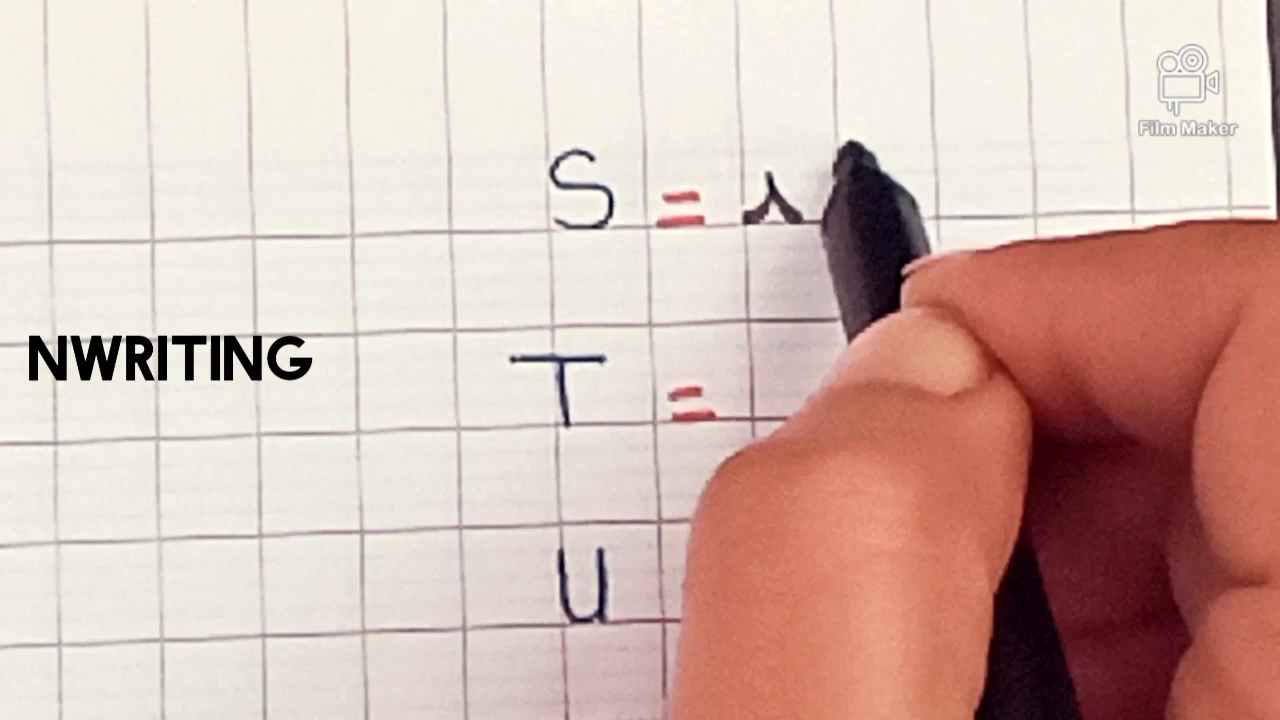 Film Maker
S = s
NWRITING
T =
u